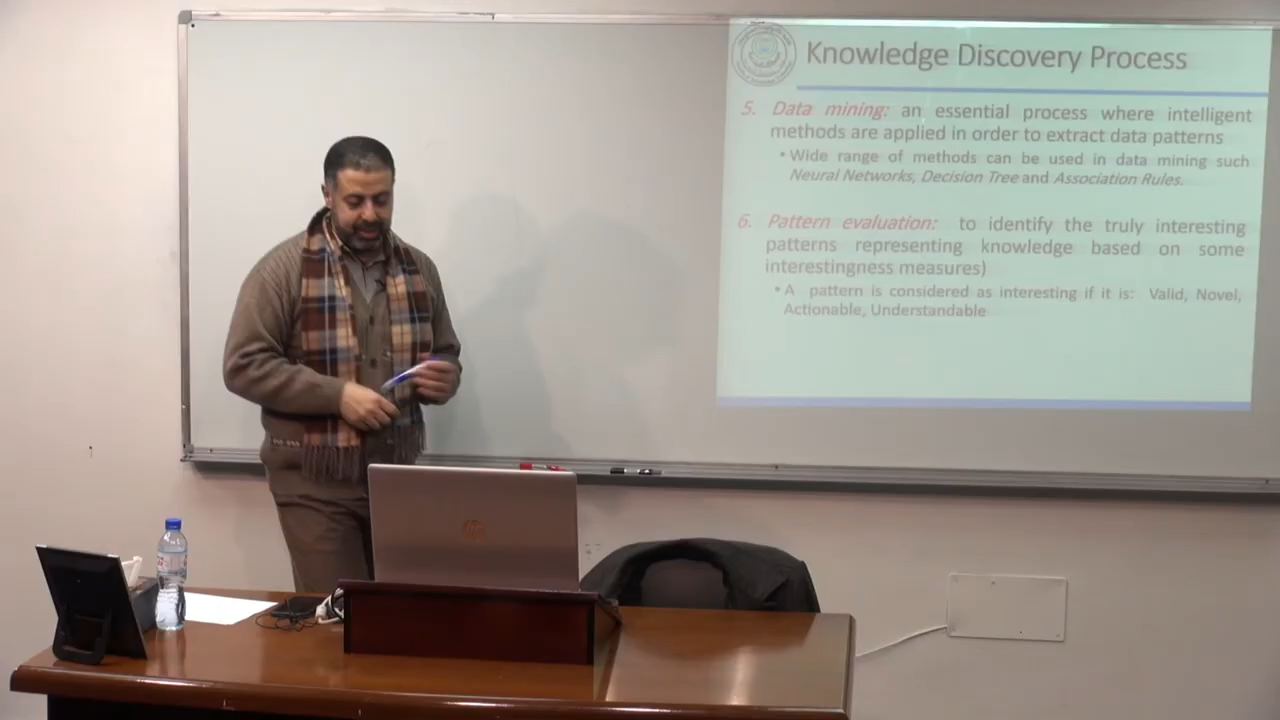 Knowledge Discovery Process
5. Data mining: an essential process where intelligent
methods are applied in order to extract data patterns
• Wide range of methods can be used in data mining such
Neural Networks, Decision Tree and Association Rules.
6. Pattern evaluation: to identify the truly interesting
patterns representing knowledge based on some
interestingness measures)
• A pattern is considered as interesting if it is: Valid, Novel,
Actionable, Understandable
hp